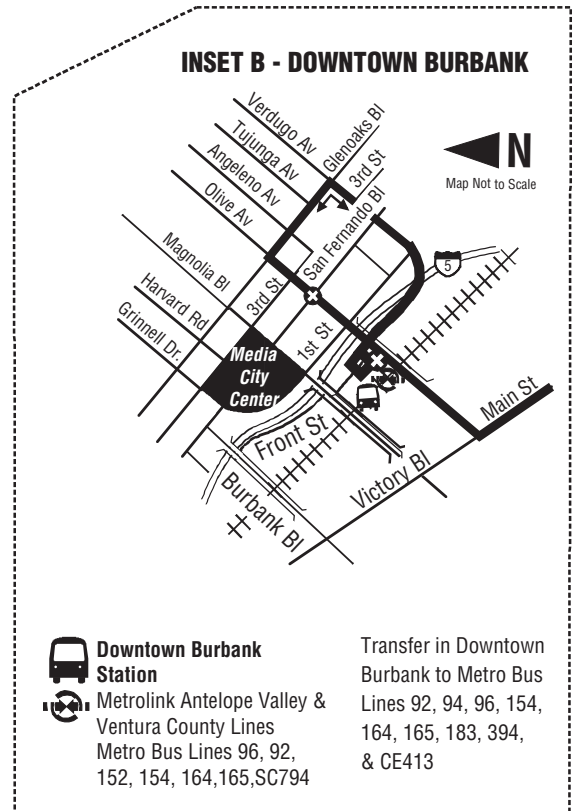 INSET B - DOWNTOWN BURBANK
Verdugo Av
Glenoaks Bl
Tujunga Av
3rd St
Angeleno Av
N
Map Not to Scale
Olive Av
San Fernando Bl
Magnolia Bl
3rd St
5
Harvard Rd
1st St
Grinnell Dr.
Media
City
Center
Front St
Main St
Victory Bl
Burbank Bl
Downtown Burbank
Station
Metrolink Antelope Valley &
Ventura County Lines
Metro Bus Lines 96, 92,
152, 154, 164,165,SC794
Transfer in Downtown
Burbank to Metro Bus
Lines 92, 94, 96, 154,
164, 165, 183, 394,
& CE413